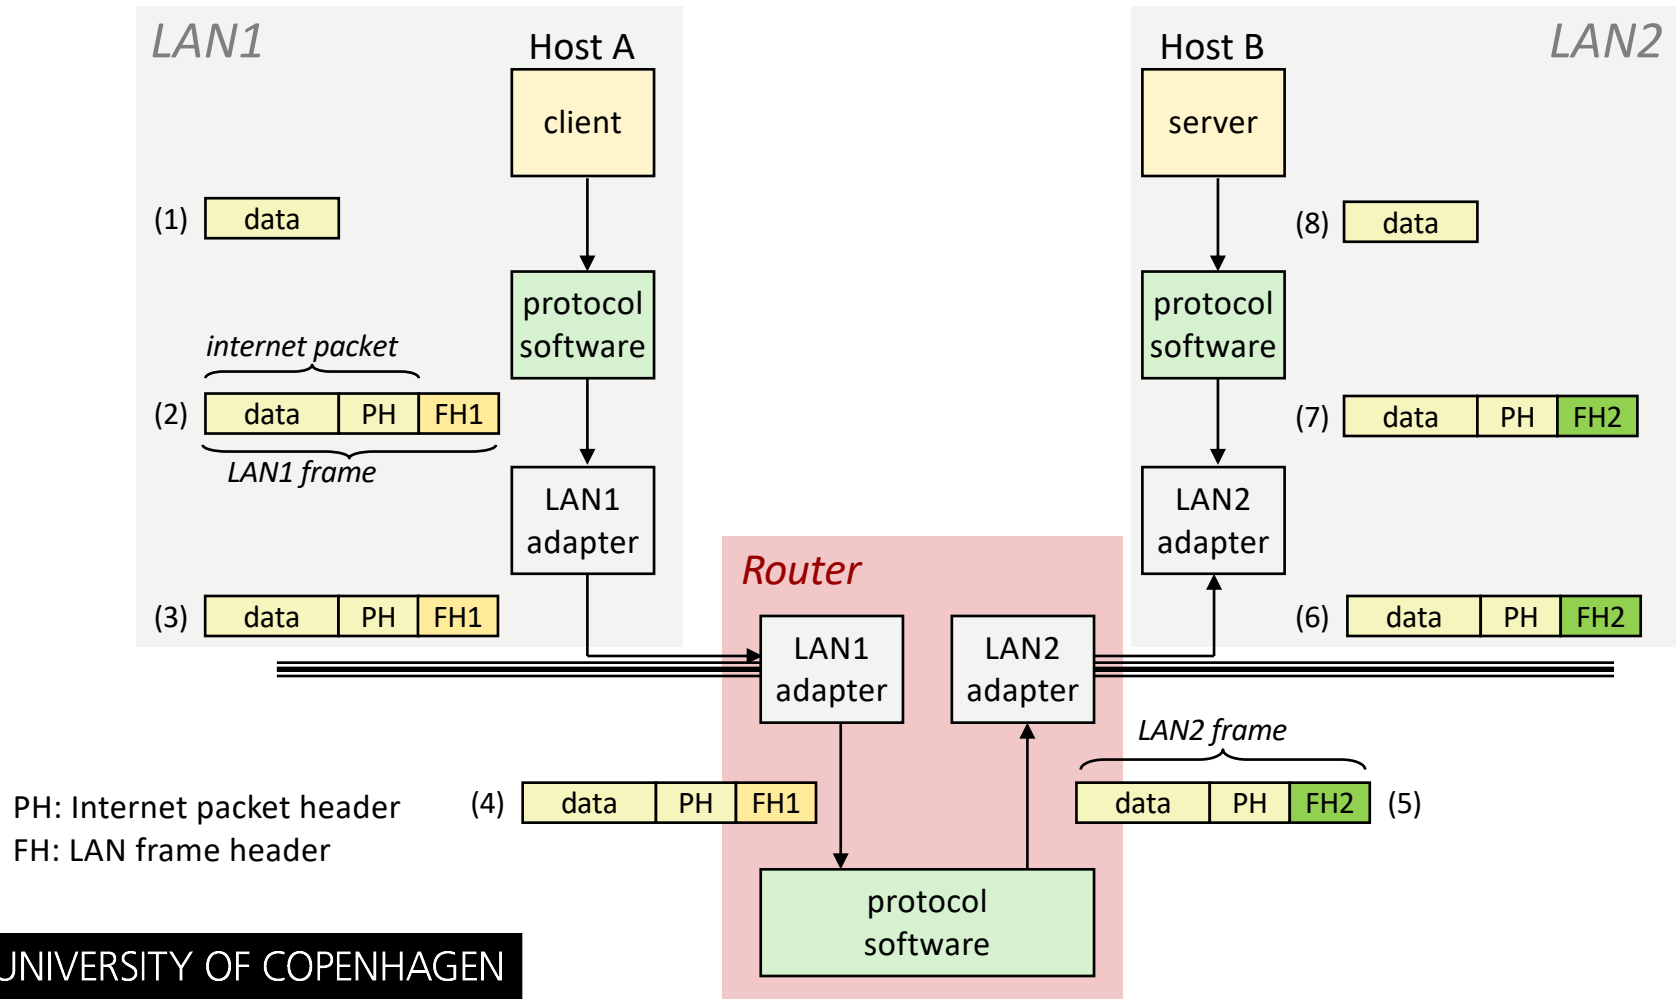 LAN1
Host A
Host B
LAN2
client
server
(1) data
(8) data
protocol
software
protocol
software
internet packet
(2) data PH FH1
(7) data PH FH2
LAN1 frame
LAN1
adapter
LAN2
adapter
Router
(3) data PH FH1
(6) data PH FH2
LAN1
adapter
LAN2
adapter
LAN2 frame
PH: Internet packet header
FH: LAN frame header
(4) data PH FH1
data PH FH2 (5)
protocol
software
UNIVERSITY OF COPENHAGEN